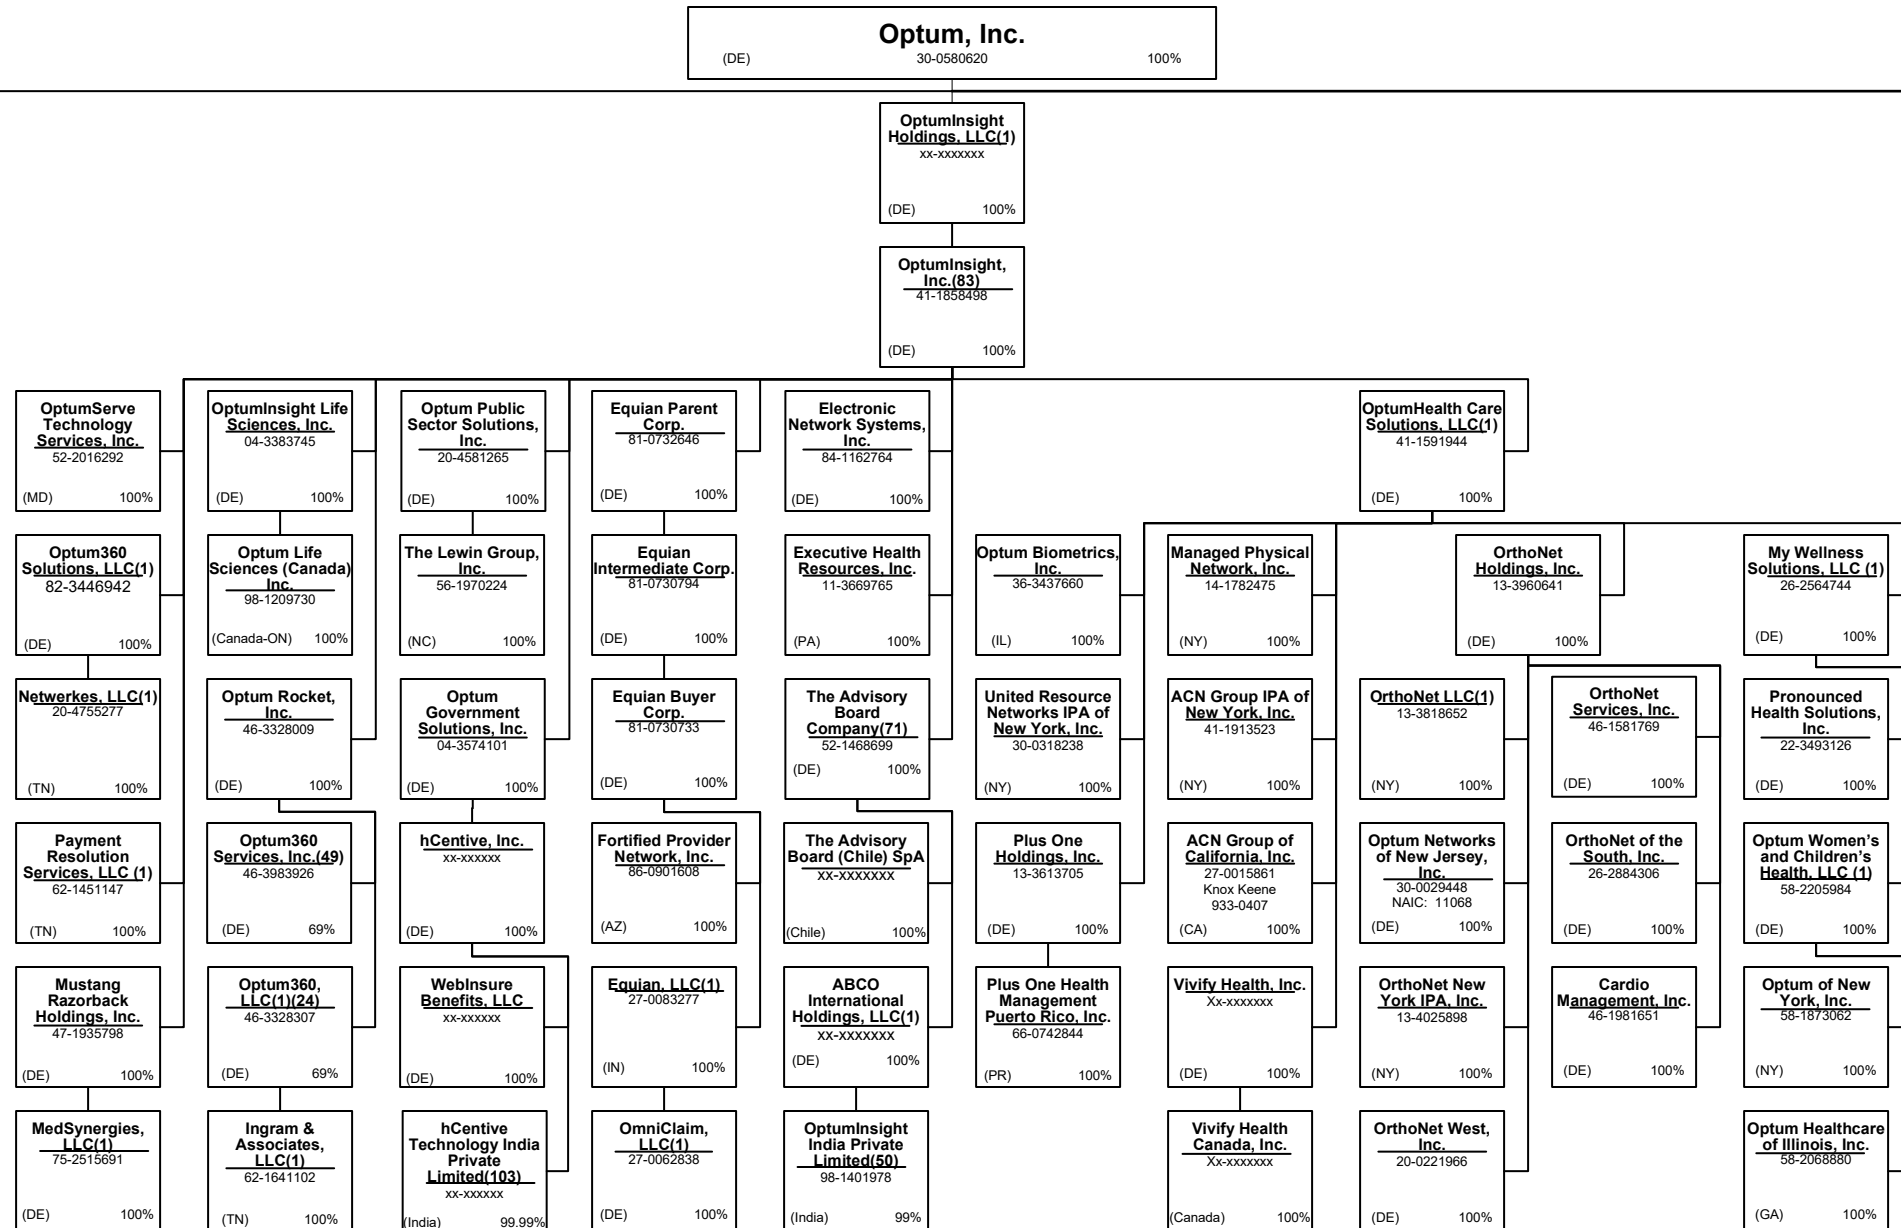 Optum, Inc.
(DE) 30-0580620 100%
OptumInsight
Holdings, LLC(1)
xx-xxxxxxx
(DE) 100%
OptumInsight,
Inc.(83)
41-1858498
(DE) 100%
OptumServe
Technology
Services, Inc.
52-2016292
(MD) 100%
OptumInsight Life
Sciences, Inc.
04-3383745
(DE) 100%
Optum Public
Sector Solutions,
Inc.
20-4581265
(DE) 100%
Equian Parent
Corp.
81-0732646
(DE) 100%
Electronic
Network Systems,
Inc.
84-1162764
(DE) 100%
OptumHealth Care
Solutions, LLC(1)
41-1591944
(DE) 100%
Optum360
Solutions, LLC(1)
82-3446942
(DE) 100%
Optum Life
Sciences (Canada)
Inc.
98-1209730
(Canada-ON) 100%
The Lewin Group,
Inc.
56-1970224
(NC) 100%
Equian
Intermediate Corp.
81-0730794
(DE) 100%
Executive Health
Resources, Inc.
11-3669765
(PA) 100%
Optum Biometrics,
Inc.
36-3437660
(IL) 100%
Managed Physical
Network, Inc.
14-1782475
(NY) 100%
OrthoNet
Holdings, Inc.
13-3960641
(DE) 100%
My Wellness
Solutions, LLC (1)
26-2564744
(DE) 100%
Netwerkes, LLC(1)
20-4755277
(TN) 100%
Optum Rocket,
Inc.
46-3328009
(DE) 100%
Optum
Government
Solutions, Inc.
04-3574101
(DE) 100%
Equian Buyer
Corp.
81-0730733
(DE) 100%
The Advisory
Board
Company(71)
52-1468699
(DE) 100%
United Resource
Networks IPA of
New York, Inc.
30-0318238
(NY) 100%
ACN Group IPA of
New York, Inc.
41-1913523
(NY) 100%
OrthoNet LLC(1)
13-3818652
(NY) 100%
OrthoNet
Services, Inc.
46-1581769
(DE) 100%
Pronounced
Health Solutions,
Inc.
22-3493126
(DE) 100%
Payment
Resolution
Services, LLC (1)
62-1451147
(TN) 100%
Optum360
Services, Inc.(49)
46-3983926
(DE) 69%
hCentive, Inc.
xx-xxxxxx
(DE) 100%
Fortified Provider
Network, Inc.
86-0901608
(AZ) 100%
The Advisory
Board (Chile) SpA
xx-xxxxxxx
(Chile) 100%
Plus One
Holdings, Inc.
13-3613705
(DE) 100%
ACN Group of
California, Inc.
27-0015861
Knox Keene
933-0407
(CA) 100%
Optum Networks
of New Jersey,
Inc.
30-0029448
NAIC: 11068
(DE) 100%
OrthoNet of the
South, Inc.
26-2884306
(DE) 100%
Optum Women's
and Children's
Health, LLC (1)
58-2205984
(DE) 100%
Mustang
Razorback
Holdings, Inc.
47-1935798
(DE) 100%
Optum360,
LLC(1)(24)
46-3328307
(DE) 69%
WebInsure
Benefits, LLC
xx-xxxxxx
(DE) 100%
Equian, LLC(1)
27-0083277
(IN) 100%
ABCO
International
Holdings, LLC(1)
xx-xxxxxxx
(DE) 100%
Plus One Health
Management
Puerto Rico, Inc.
66-0742844
(PR) 100%
Vivify Health, Inc.
Xx-xxxxxxx
(DE) 100%
OrthoNet New
York IPA, Inc.
13-4025898
(NY) 100%
Cardio
Management, Inc.
46-1981651
(DE) 100%
Optum of New
York, Inc.
58-1873062
(NY) 100%
MedSynergies,
LLC(1)
75-2515691
(DE) 100%
Ingram &
Associates,
LLC(1)
62-1641102
(TN) 100%
hCentive
Technology India
Private
Limited(103)
xx-xxxxxx
(India) 99.99%
OmniClaim,
LLC(1)
27-0062838
(DE) 100%
OptumInsight
India Private
Limited(50)
98-1401978
(India) 99%
Vivify Health
Canada, Inc.
Xx-xxxxxxx
(Canada) 100%
OrthoNet West,
Inc.
20-0221966
(DE) 100%
Optum Healthcare
of Illinois, Inc.
58-2068880
(GA) 100%